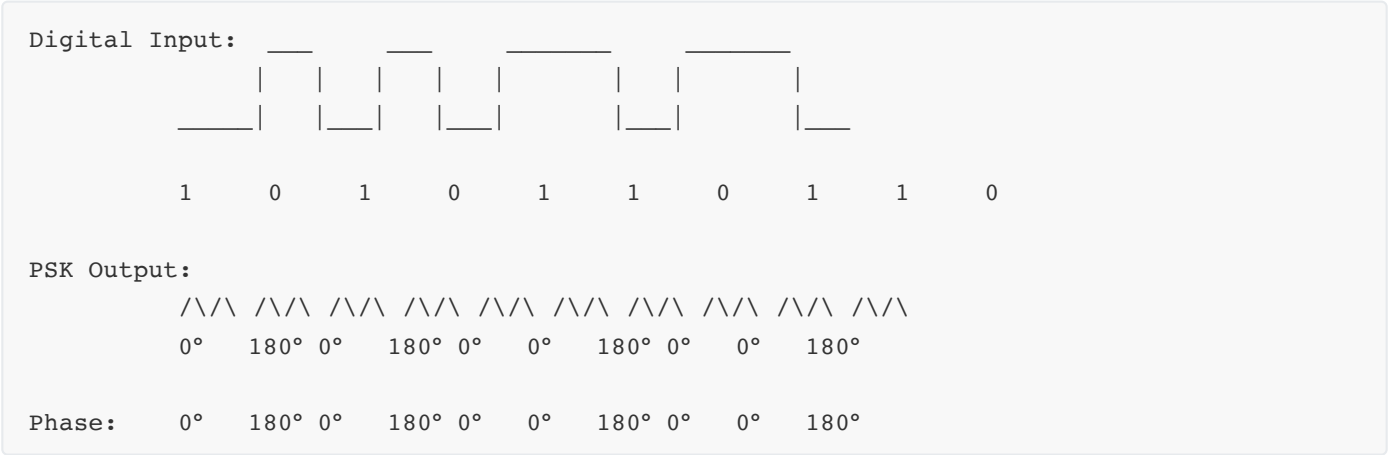 Digital Input:  ___     ___     _______     _______
               |   |   |   |   |       |   |       |
          _____|   |___|   |___|       |___|       |___

          1     0     1     0     1     1     0     1     1     0

PSK Output:
          /\/\ /\/\ /\/\ /\/\ /\/\ /\/\ /\/\ /\/\ /\/\ /\/\
          0°   180° 0°   180° 0°   0°   180° 0°   0°   180°

Phase:    0°   180° 0°   180° 0°   0°   180° 0°   0°   180°